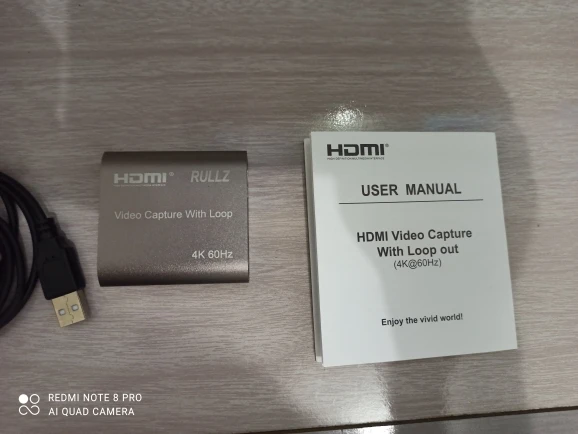 HDMI® RULLZ
Video Capture With Loop
4K 60Hz
HDMI®
USER MANUAL
HDMI Video Capture
With Loop out
(4K@60Hz)
Enjoy the vivid world!
REDMI NOTE 8 PRO
AI QUAD CAMERA